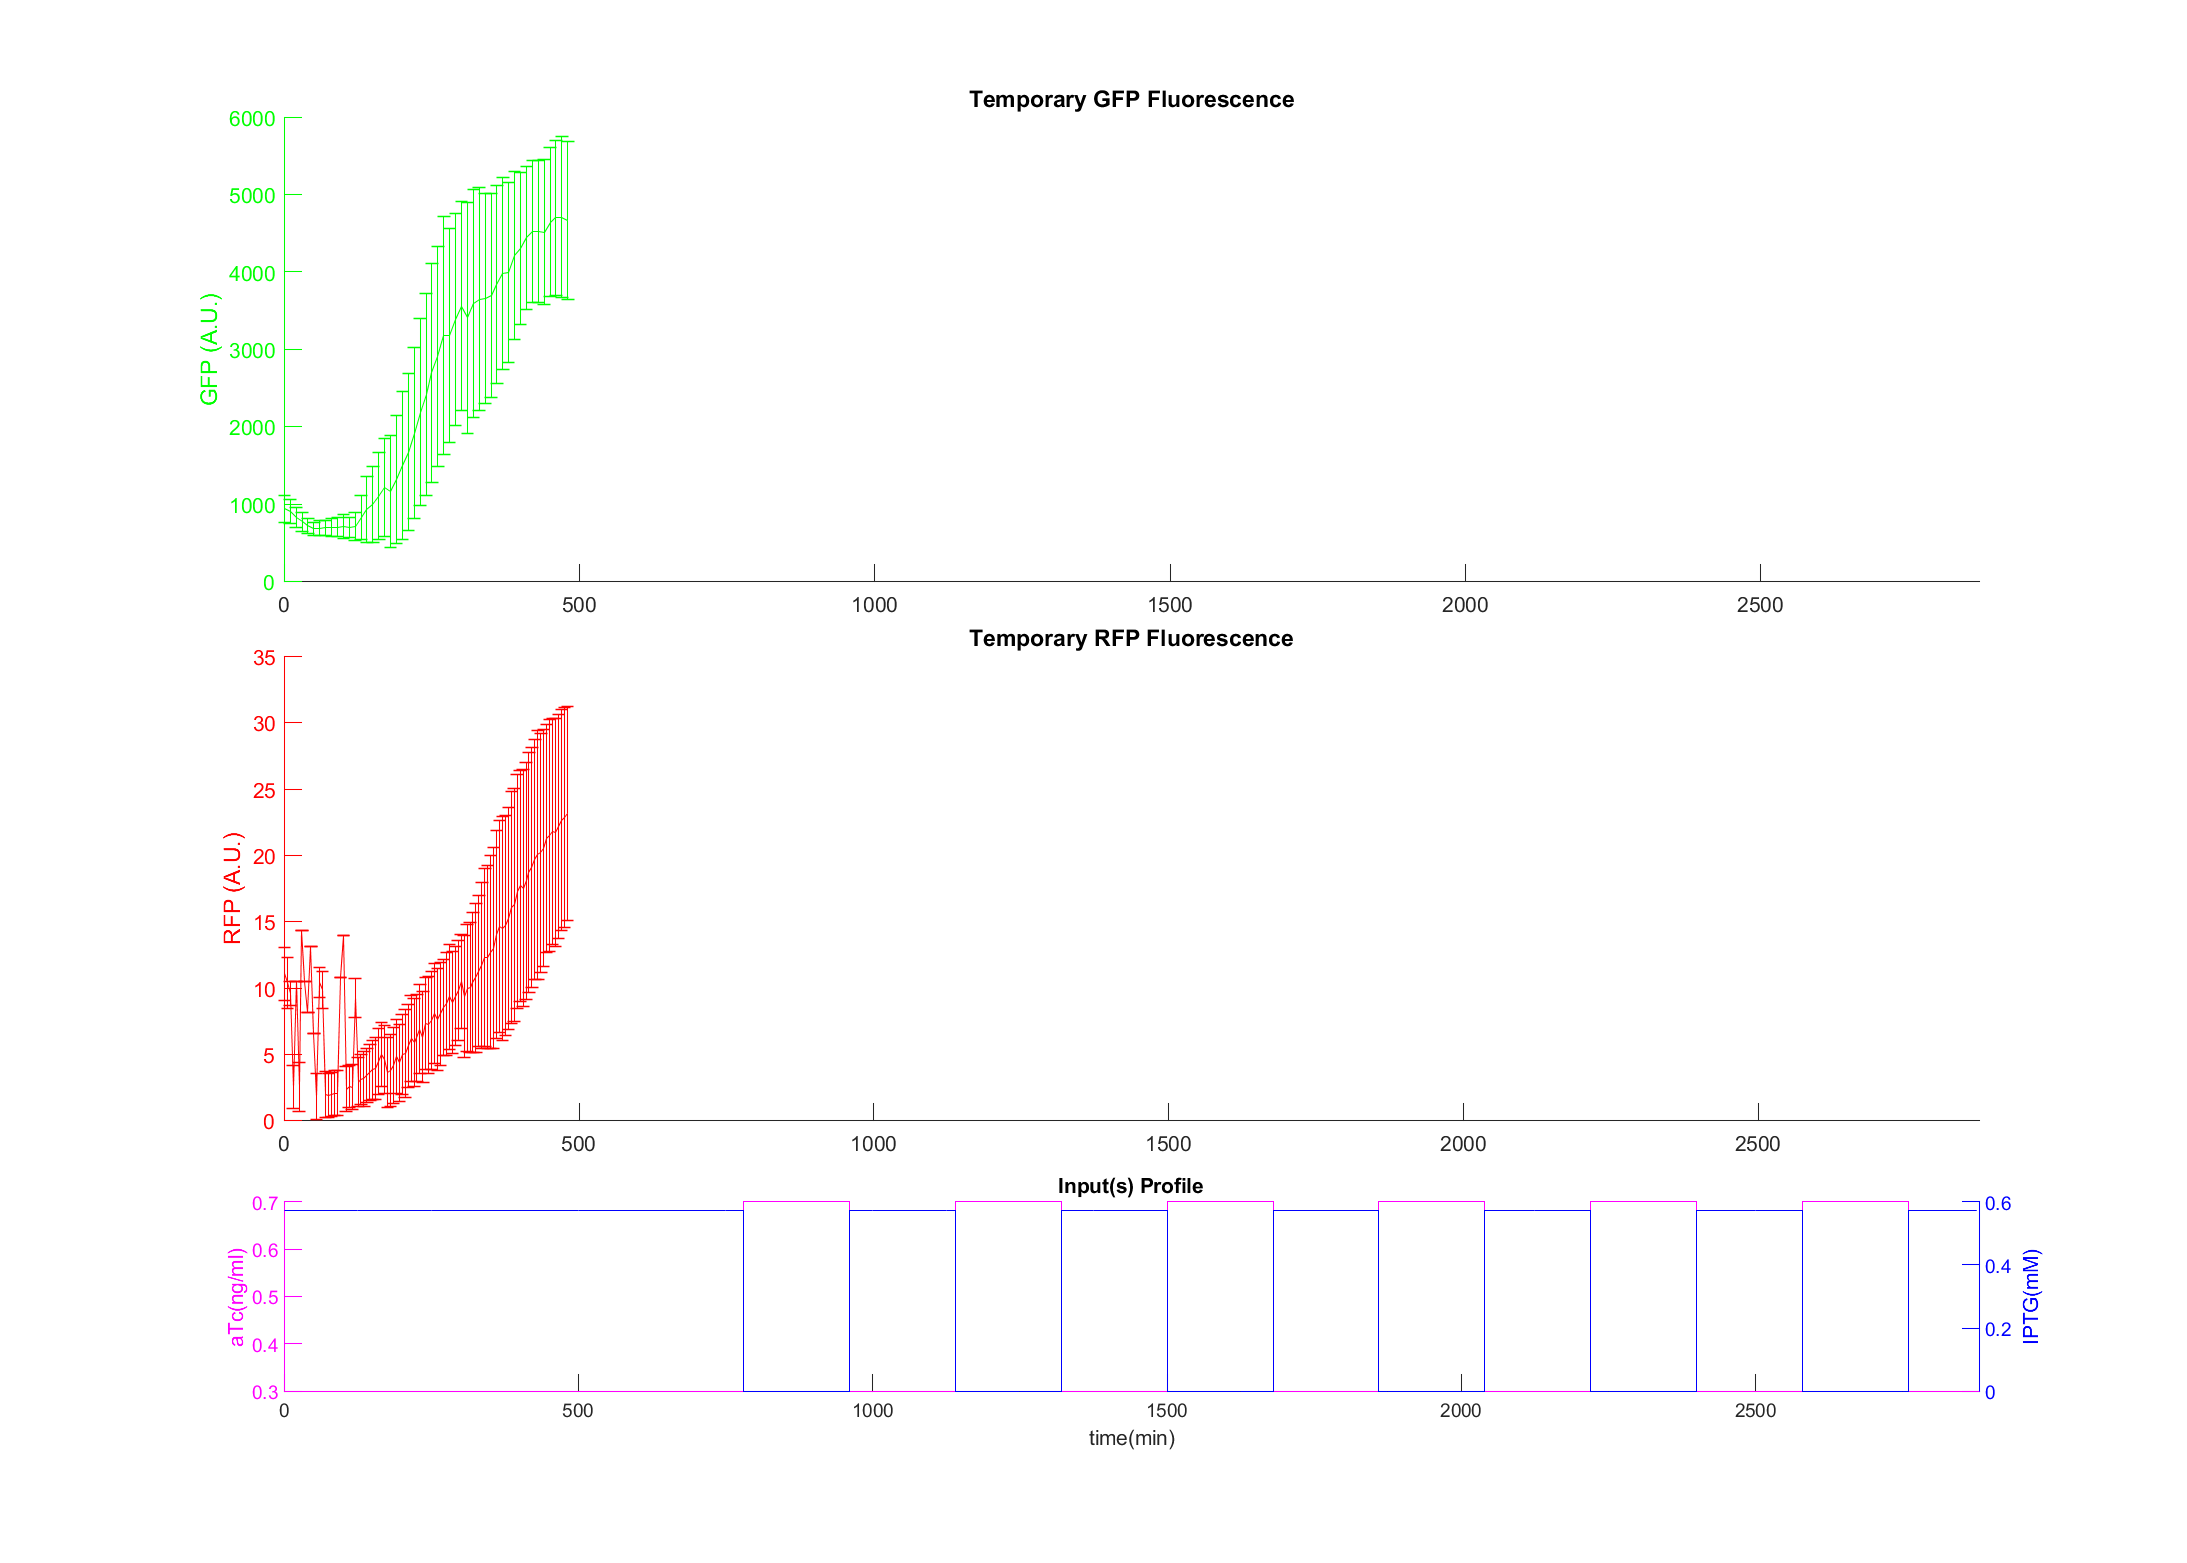 Temporary GFP Fluorescence
GFP (A.U.)
6000
5000
4000
3000
2000
1000
0
0 500 1000 1500 2000 2500
Temporary RFP Fluorescence
RFP (A.U.)
35
30
25
20
15
10
5
0
0 500 1000 1500 2000 2500
Input(s) Profile
aTc(ng/ml)
0.7
0.6
0.5
0.4
0.3
IPTG(mM)
0.6
0.4
0.2
0
0 500 1000 1500 2000 2500
time(min)